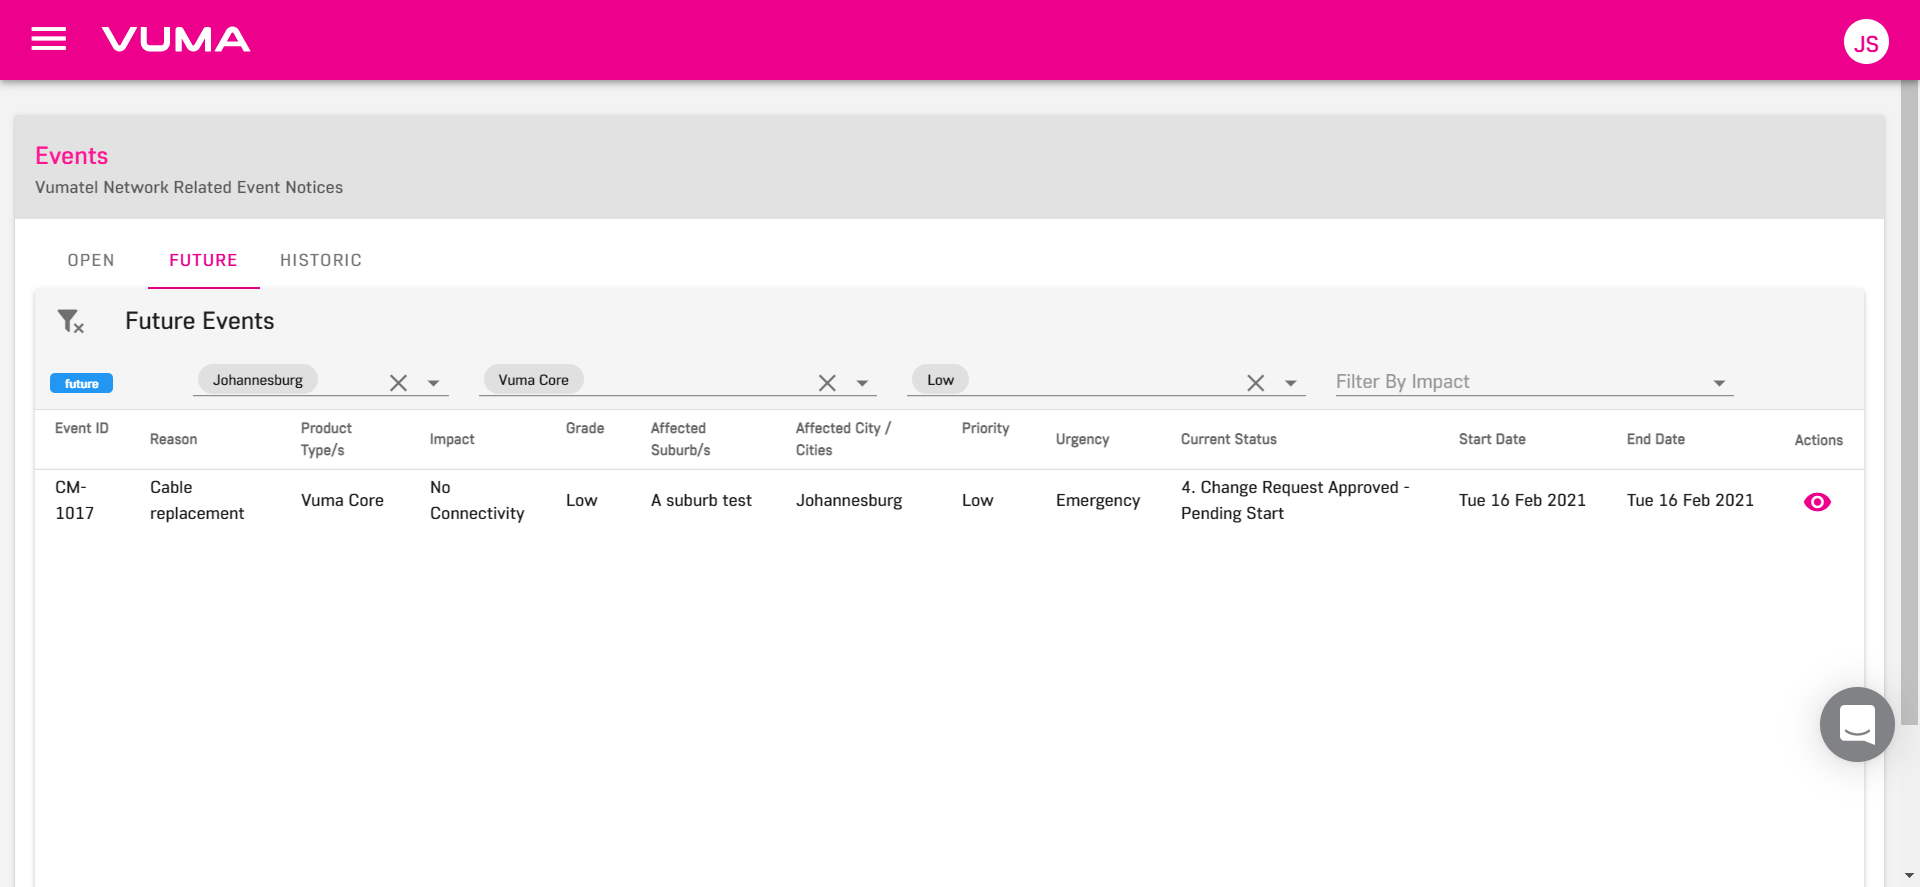 VUMA
JS
Events
Vumatel Network Related Event Notices
OPEN FUTURE HISTORIC
Future Events
future Johannesburg Vuma Core Low Filter By Impact
Event ID Reason Product Type/s Impact Grade Affected Suburb/s Affected City / Cities Priority Urgency Current Status Start Date End Date Actions
CM-1017 Cable replacement Vuma Core No Connectivity Low A suburb test Johannesburg Low Emergency 4. Change Request Approved - Pending Start Tue 16 Feb 2021 Tue 16 Feb 2021